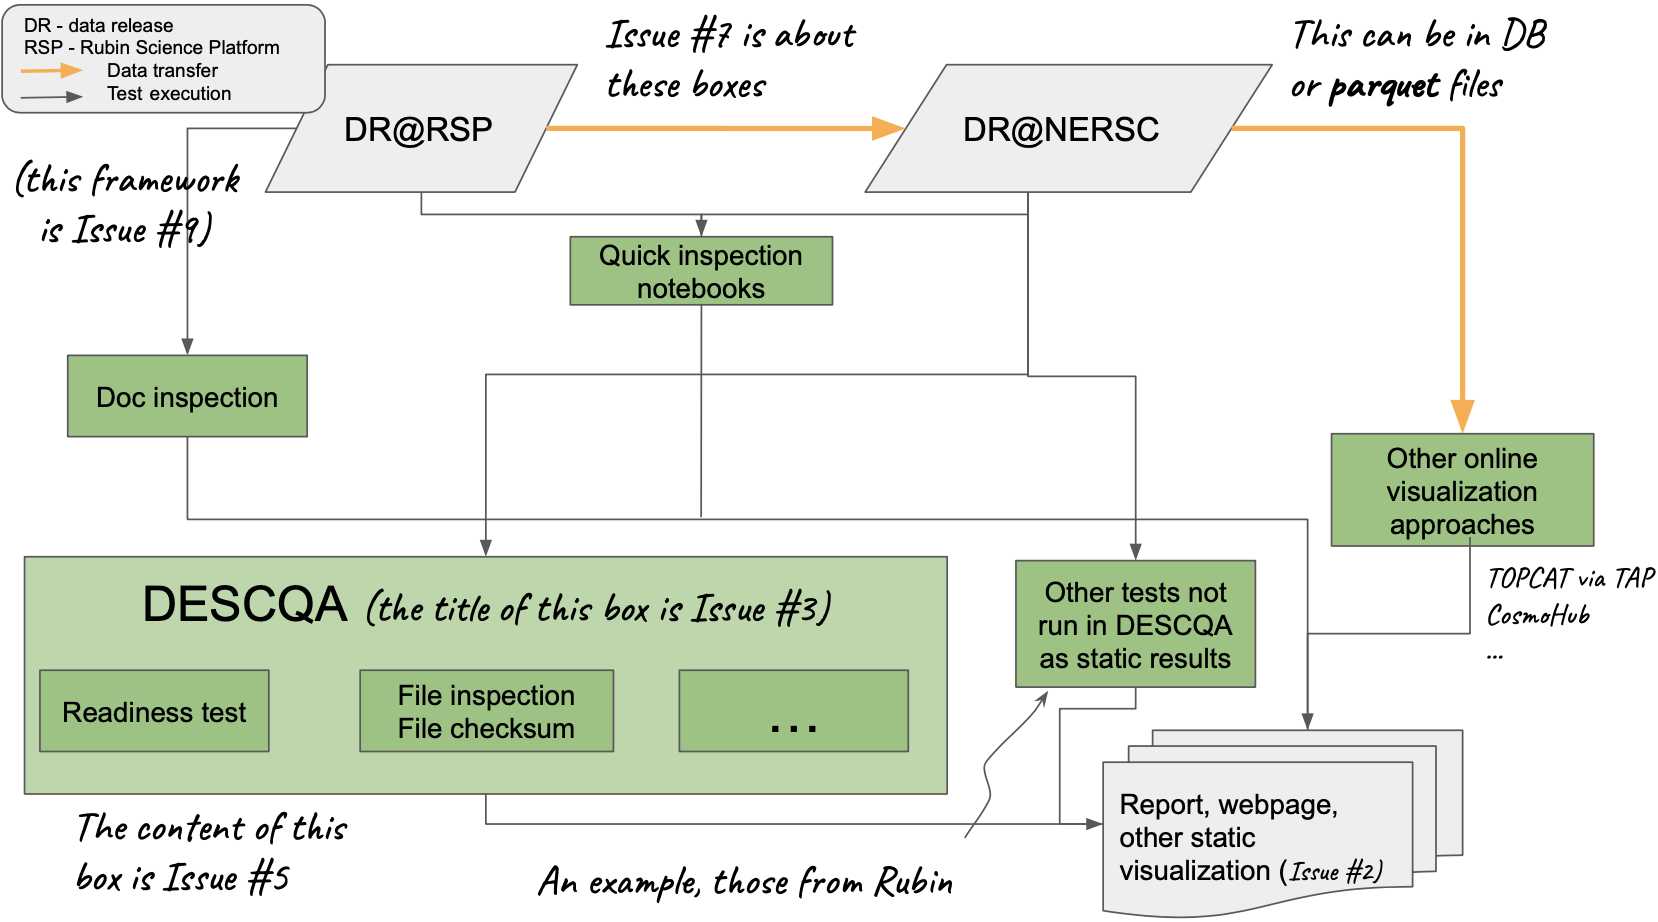 DR - data release
RSP - Rubin Science Platform
Data transfer
Test execution
Issue #7 is about
these boxes
This can be in DB
or parquet files
DR@RSP
DR@NERSC
(this framework
is Issue #9)
Quick inspection
notebooks
Doc inspection
Other online
visualization
approaches
TOPCAT via TAP
CosmoHub
...
DESCQA (the title of this box is Issue #3)
Readiness test
File inspection
File checksum
...
Other tests not
run in DESCQA
as static results
The content of this
box is Issue #5
An example, those from Rubin
Report, webpage,
other static
visualization (Issue #2)